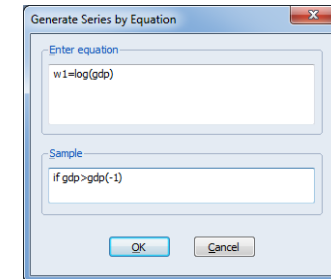 Generate Series by Equation
Enter equation
w1=log(gdp)
Sample
if gdp>gdp(-1)
OK
Cancel